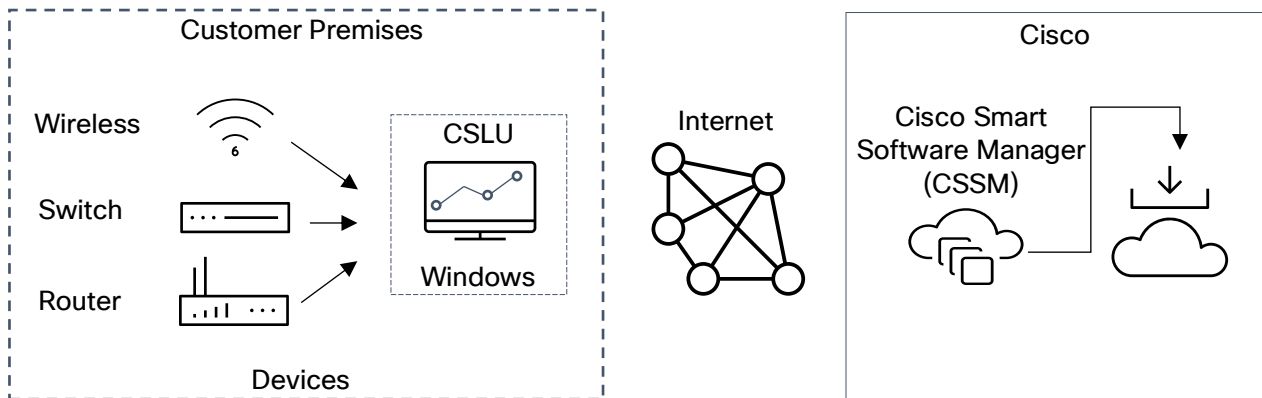 Customer Premises
Wireless
6
CSLU
Switch
Windows
Router
Devices
Internet
Cisco
Cisco Smart
Software Manager
(CSSM)